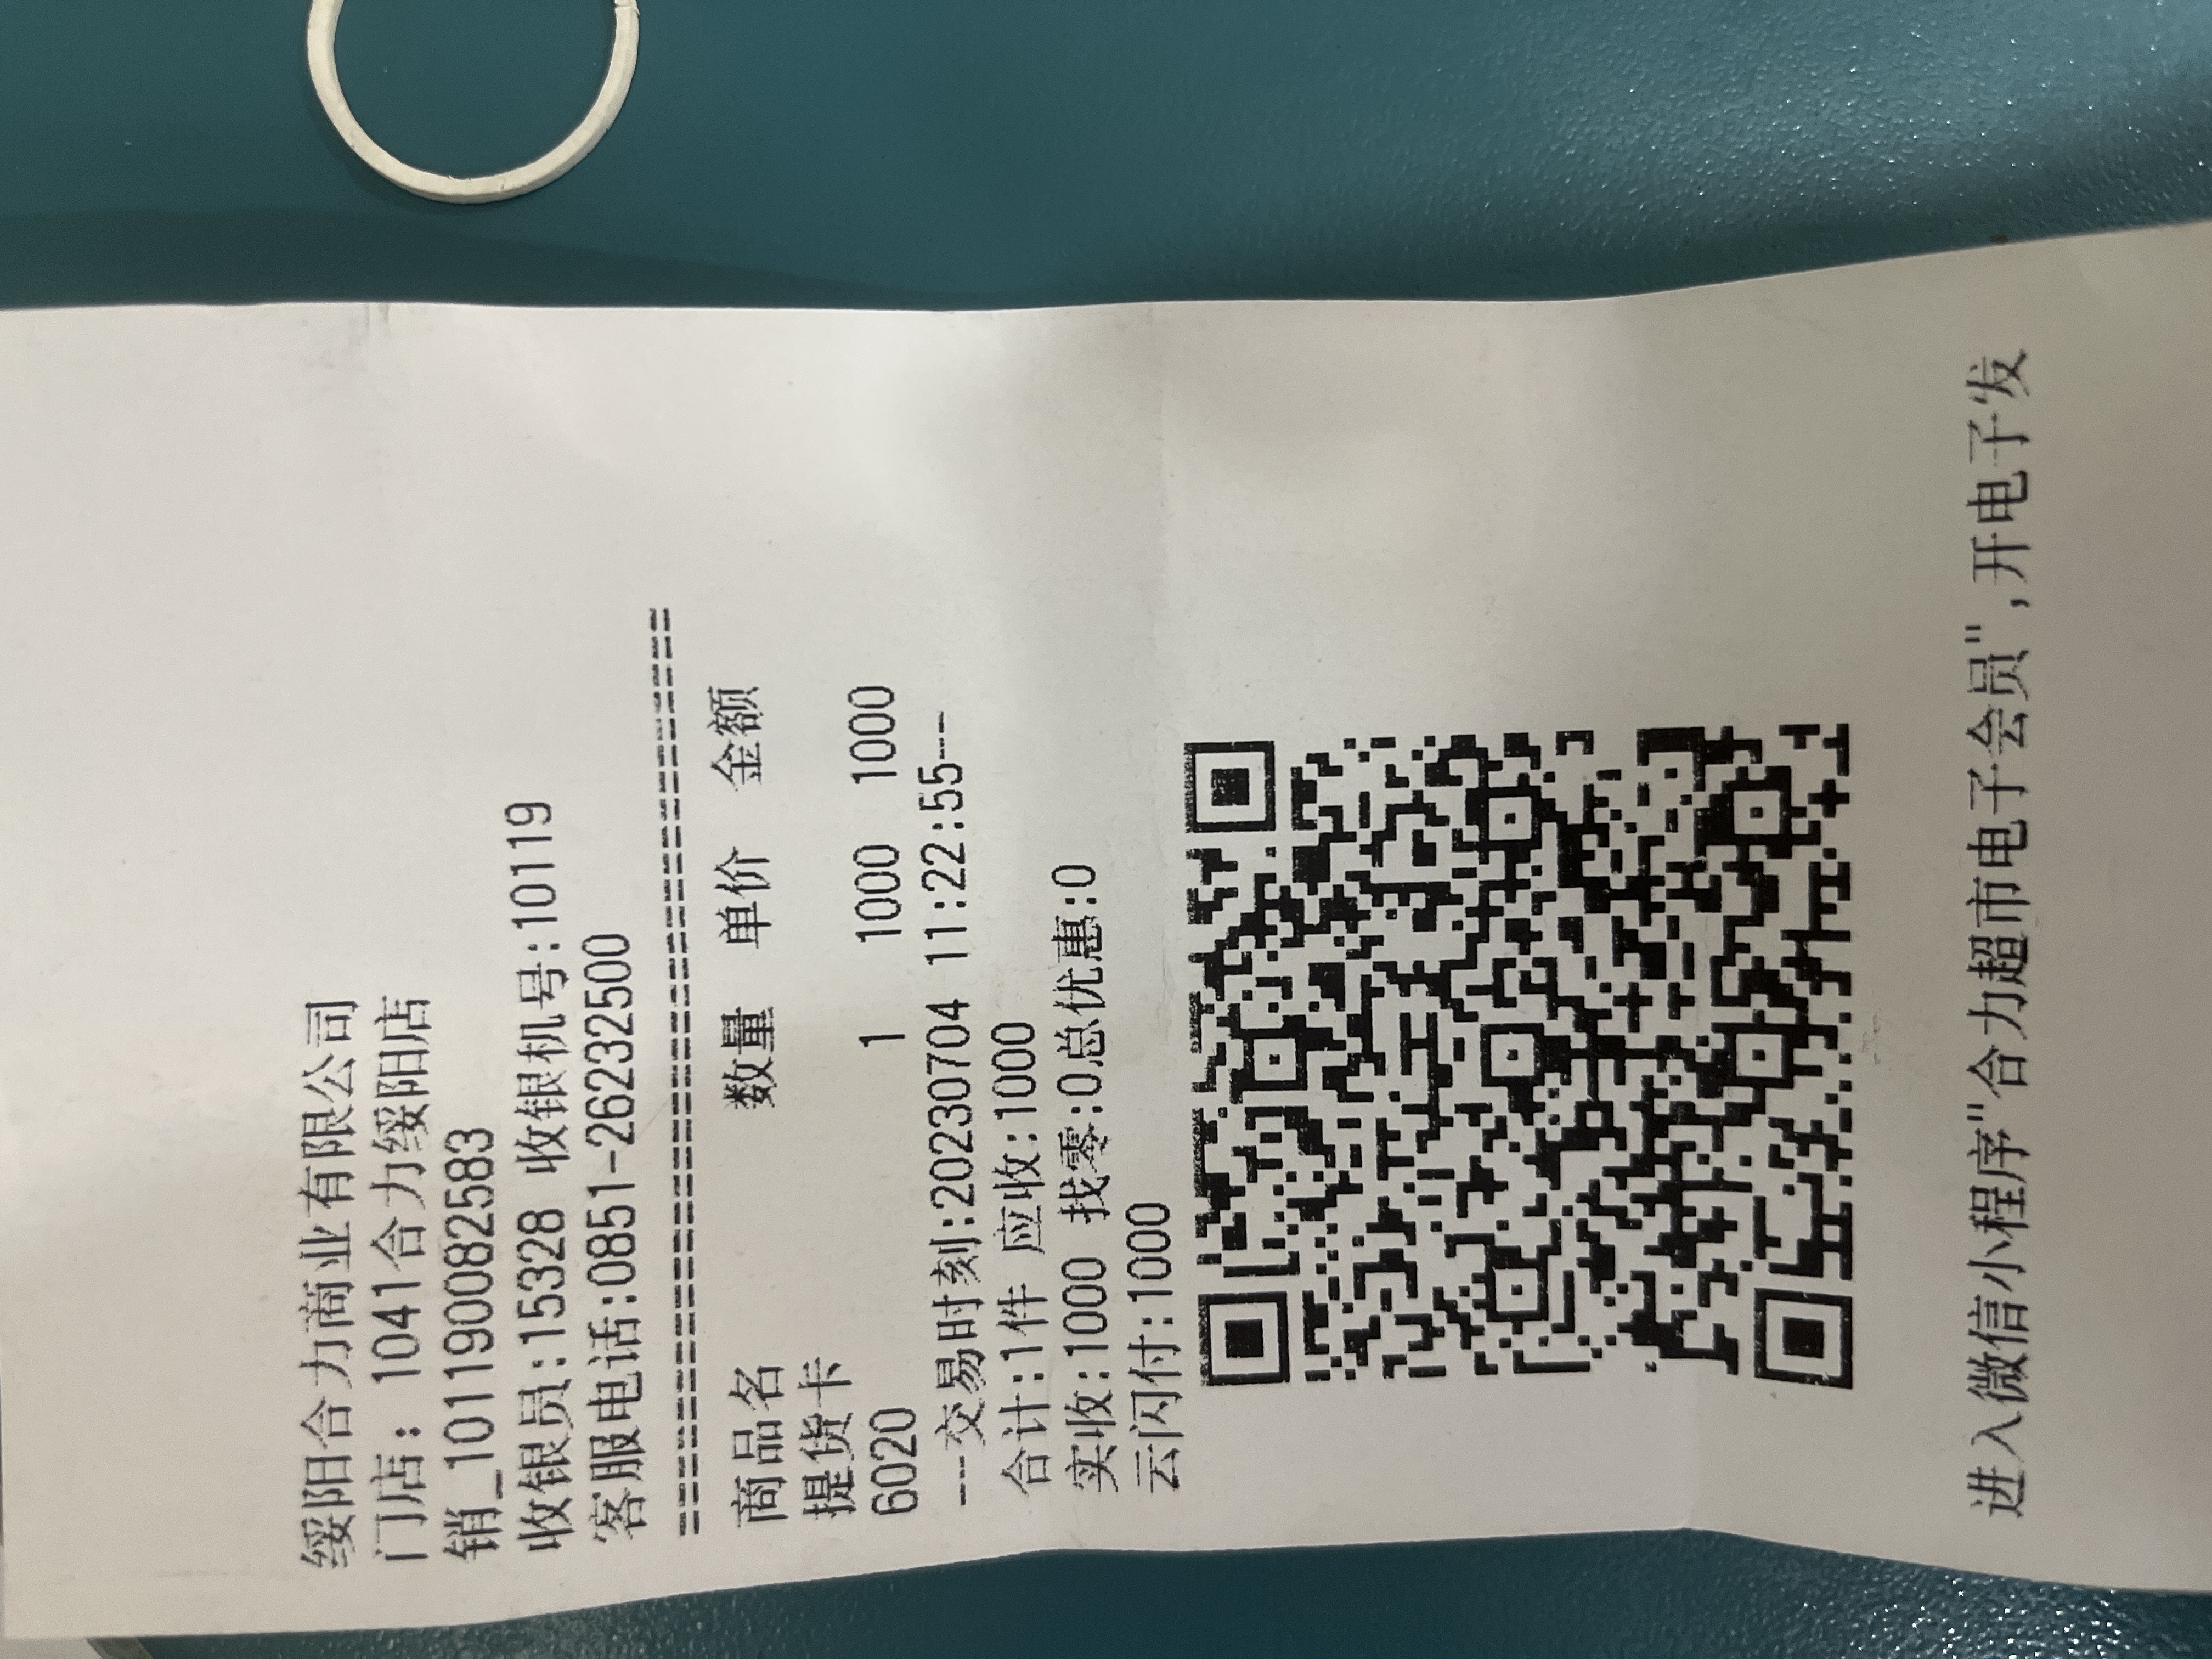 绥阳合力商业有限公司
门店: 1041合力绥阳店
销_101190082583
收银员:15328 收银机号:10119
客服电话:0851-26232500
==========================================
商品名 数量 单价 金额
提货卡
6020 1 1000 1000
---交易时刻:20230704 11:22:55---
合计:1件 应收:1000
实收:1000 找零:0总优惠:0
云闪付:1000
进入微信小程序"合力超市电子会员",开电子发